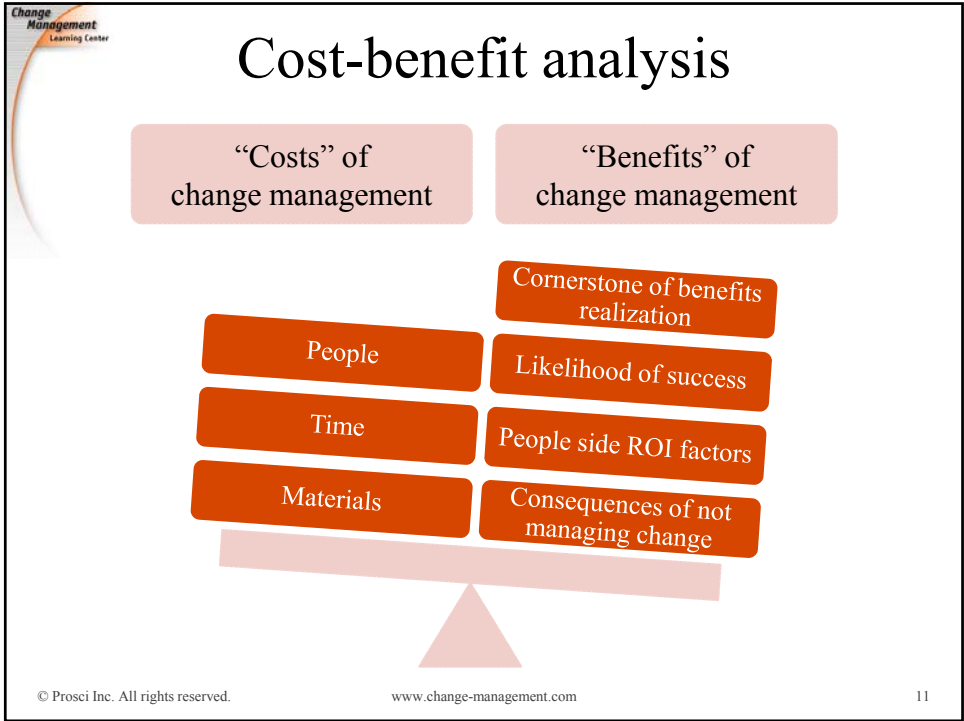 Change
Management
Learning Center
Cost-benefit analysis
“Costs” of
change management
“Benefits” of
change management
People
Time
Materials
Cornerstone of benefits
realization
Likelihood of success
People side ROI factors
Consequences of not
managing change
© Prosci Inc. All rights reserved.
www.change-management.com
11